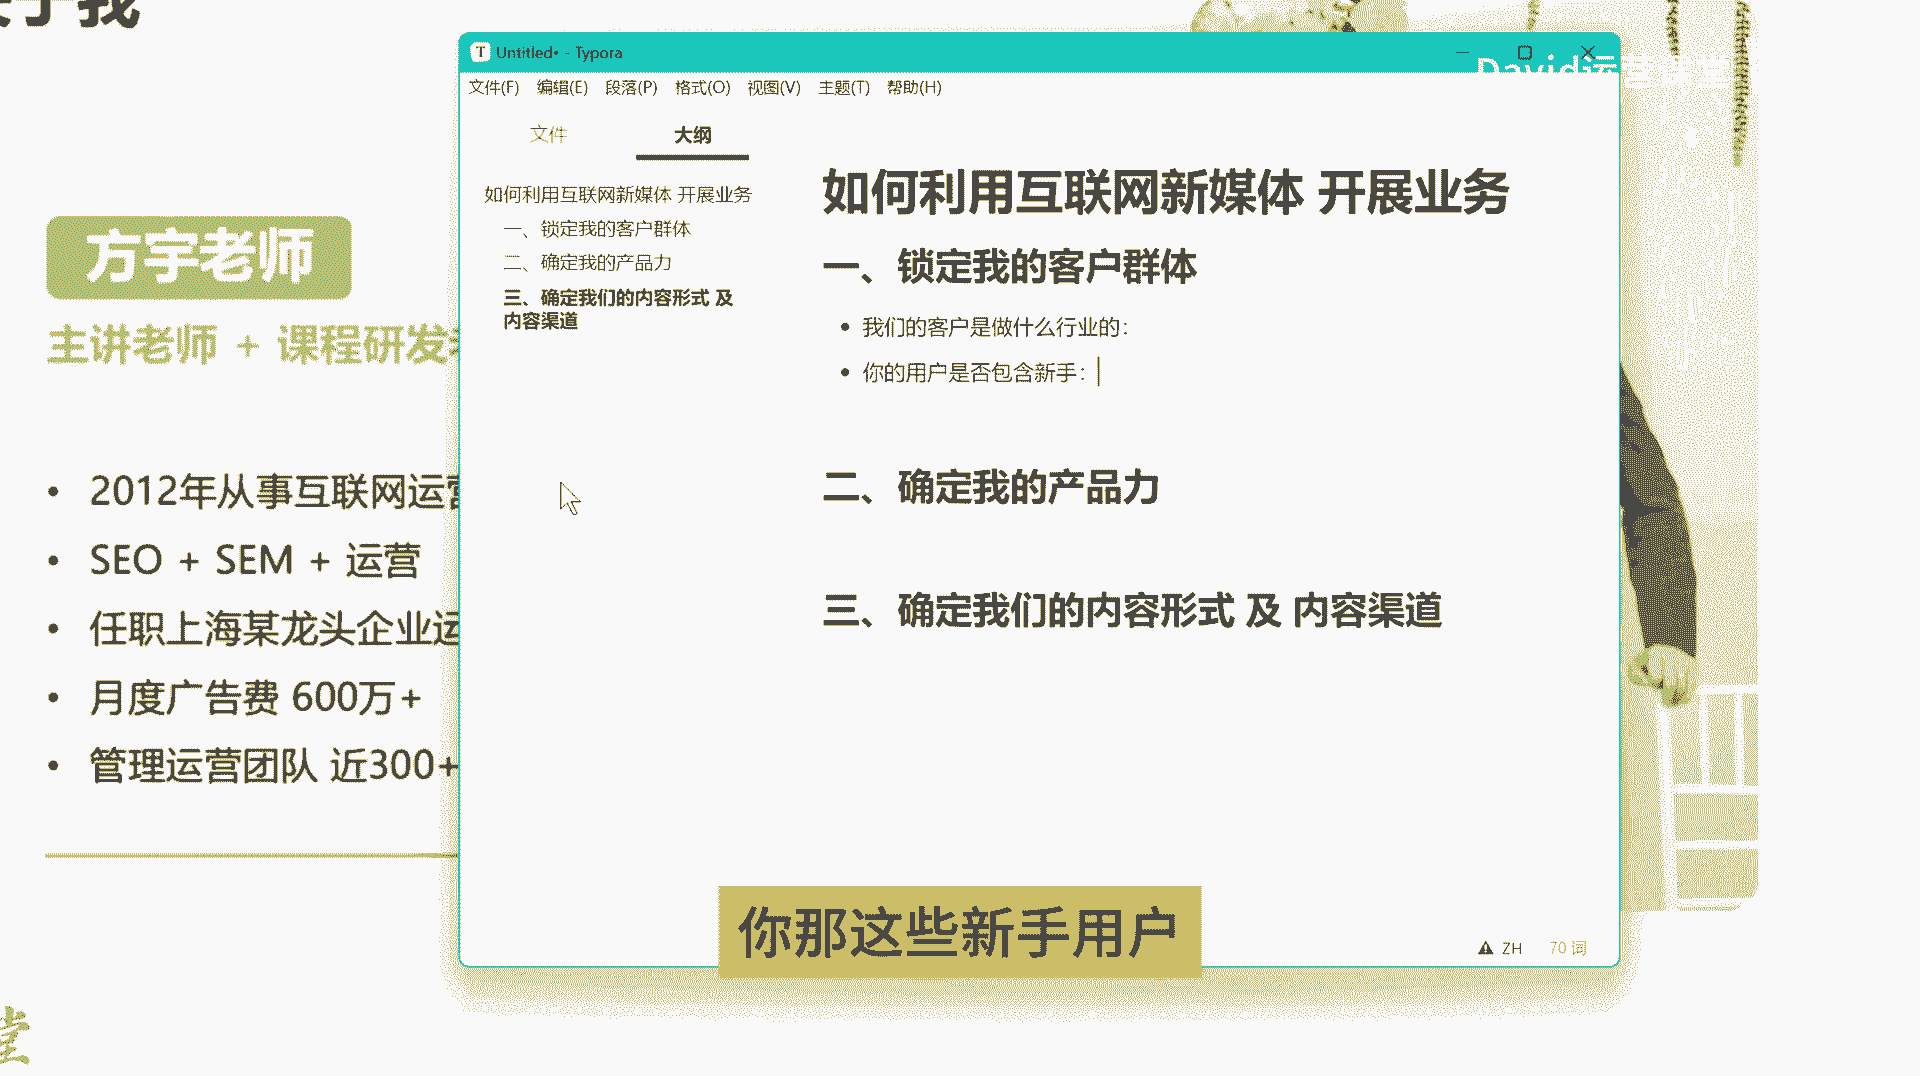 我
Untitled• - Typora
David运
文件(F) 编辑(E) 段落(P) 格式(O) 视图(V) 主题(T) 帮助(H)
文件 大纲
如何利用互联网新媒体 开展业务
一、锁定我的客户群体
二、确定我的产品力
三、确定我们的内容形式 及
内容渠道
如何利用互联网新媒体 开展业务
一、锁定我的客户群体
• 我们的客户是做什么行业的：
• 你的用户是否包含新手：
二、确定我的产品力
三、确定我们的内容形式 及 内容渠道
ZH 70 词
方宇老师
主讲老师 + 课程研发
• 2012年从事互联网运营
• SEO + SEM + 运营
• 任职上海某龙头企业运
• 月度广告费 600万+
• 管理运营团队 近300+
你那这些新手用户
堂